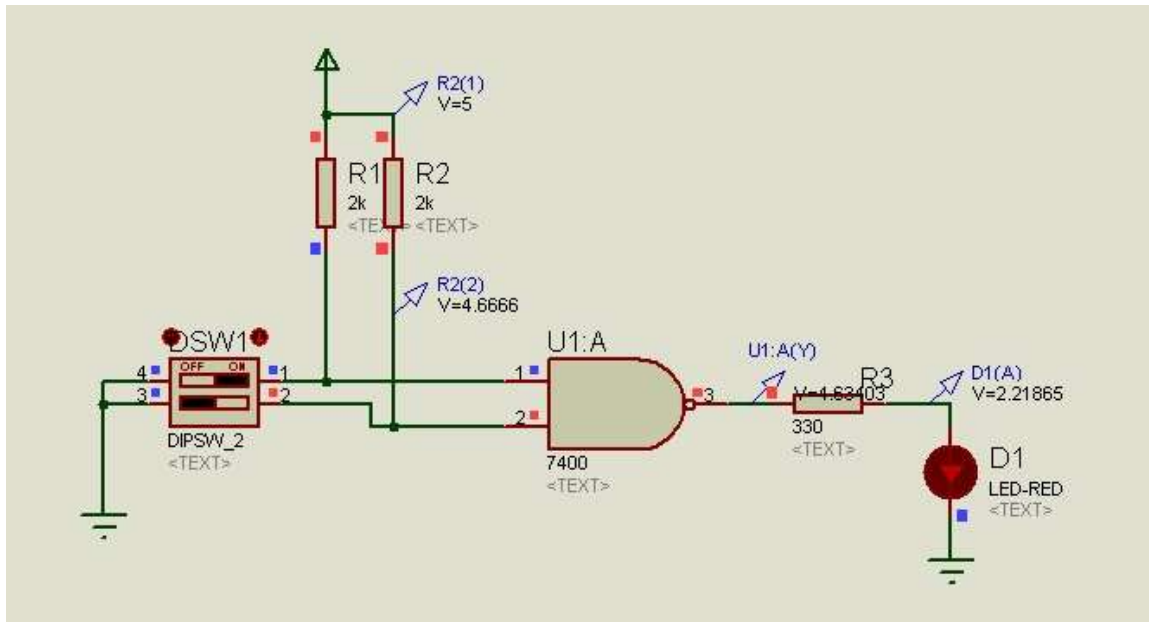 R2(1)
V=5
R1
2k
<TEXT>
R2
2k
<TEXT>
R2(2)
V=4.6666
DSW1
OFF ON
4
3
1
2
DIPSW_2
<TEXT>
U1:A
1
2
3
7400
<TEXT>
U1:A(Y)
V=4.63403
R3
330
<TEXT>
D1(A)
V=2.21865
D1
LED-RED
<TEXT>